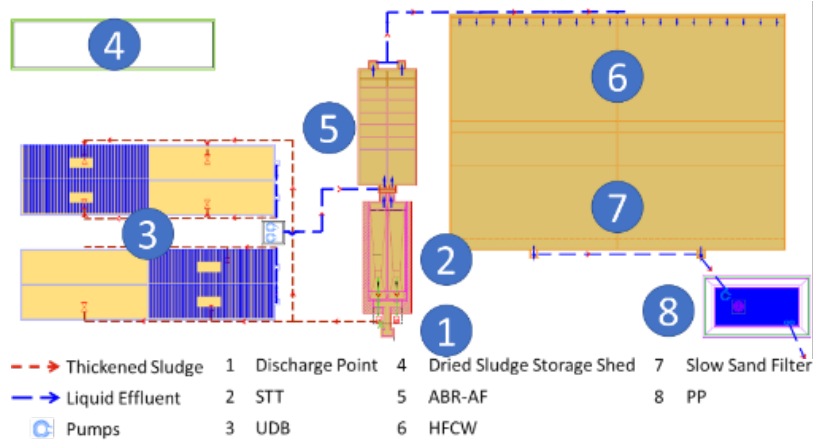 4
6
5
7
3
2
8
1
Thickened Sludge 1 Discharge Point 4 Dried Sludge Storage Shed 7 Slow Sand Filter
Liquid Effluent 2 STT 5 ABR-AF 8 PP
Pumps 3 UDB 6 HFCW